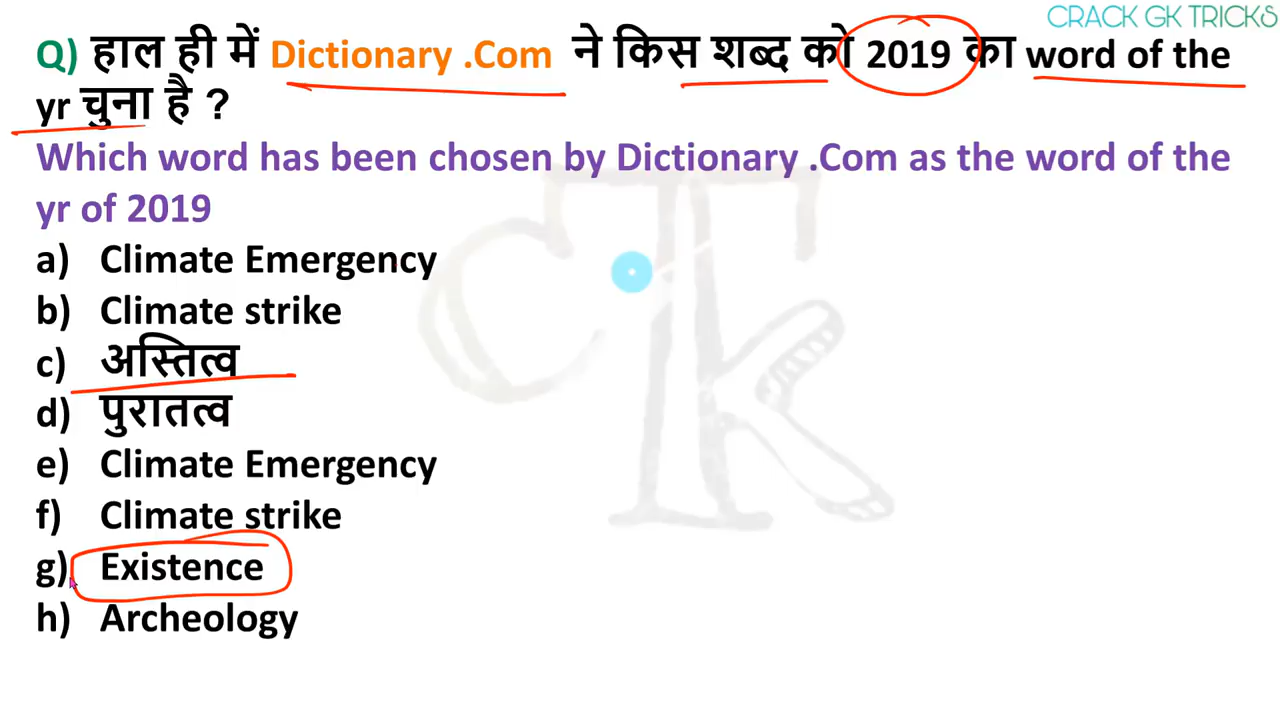 CRACK GK TRICKS
Q) हाल ही में Dictionary .Com ने किस शब्द को 2019 का word of the
yr चुना है ?
Which word has been chosen by Dictionary .Com as the word of the
yr of 2019
a) Climate Emergency
b) Climate strike
c) अस्तित्व
d) पुरातत्व
e) Climate Emergency
f) Climate strike
g) Existence
h) Archeology
CTk